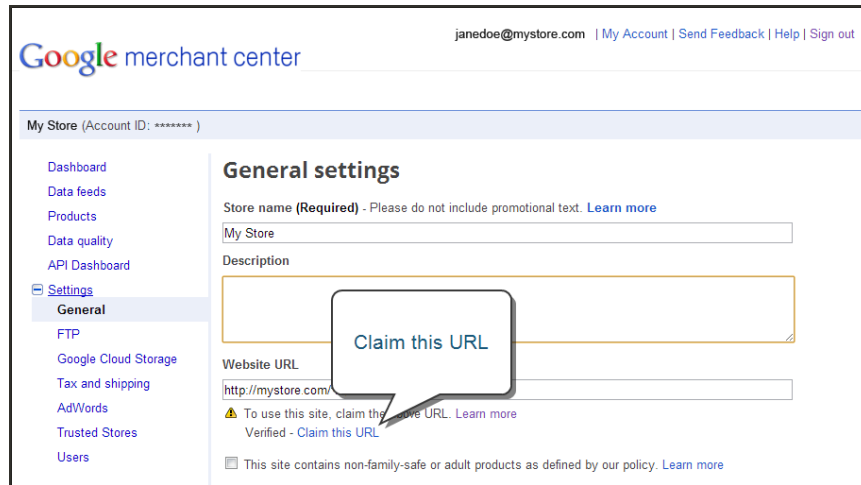 janedoe@mystore.com | My Account | Send Feedback | Help | Sign out
Google merchant center
My Store (Account ID: ******* )
Dashboard
Data feeds
Products
Data quality
API Dashboard
Settings
General
FTP
Google Cloud Storage
Tax and shipping
AdWords
Trusted Stores
Users
General settings
Store name (Required) - Please do not include promotional text. Learn more
My Store
Description
Claim this URL
Website URL
http://mystore.com/
To use this site, claim the above URL. Learn more
Verified - Claim this URL
This site contains non-family-safe or adult products as defined by our policy. Learn more